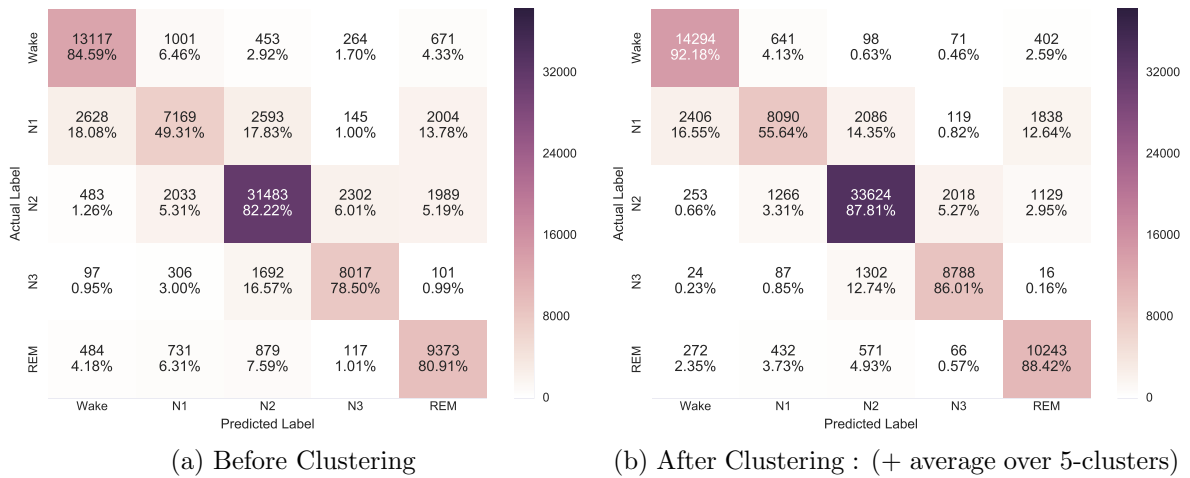 13117 1001 453 264 671
84.59% 6.46% 2.92% 1.70% 4.33%
Wake
2628 7169 2593 145 2004
18.08% 49.31% 17.83% 1.00% 13.78%
N1
483 2033 31483 2302 1989
1.26% 5.31% 82.22% 6.01% 5.19%
N2
97 306 1692 8017 101
0.95% 3.00% 16.57% 78.50% 0.99%
N3
484 731 879 117 9373
4.18% 6.31% 7.59% 1.01% 80.91%
REM
Actual Label
Wake N1 N2 N3 REM
Predicted Label
32000
24000
16000
8000
0
(a) Before Clustering
14294 641 98 71 402
92.18% 4.13% 0.63% 0.46% 2.59%
Wake
2406 8090 2086 119 1838
16.55% 55.64% 14.35% 0.82% 12.64%
N1
253 1266 33624 2018 1129
0.66% 3.31% 87.81% 5.27% 2.95%
N2
24 87 1302 8788 16
0.23% 0.85% 12.74% 86.01% 0.16%
N3
272 432 571 66 10243
2.35% 3.73% 4.93% 0.57% 88.42%
REM
Actual Label
Wake N1 N2 N3 REM
Predicted Label
32000
24000
16000
8000
0
(b) After Clustering : (+ average over 5-clusters)